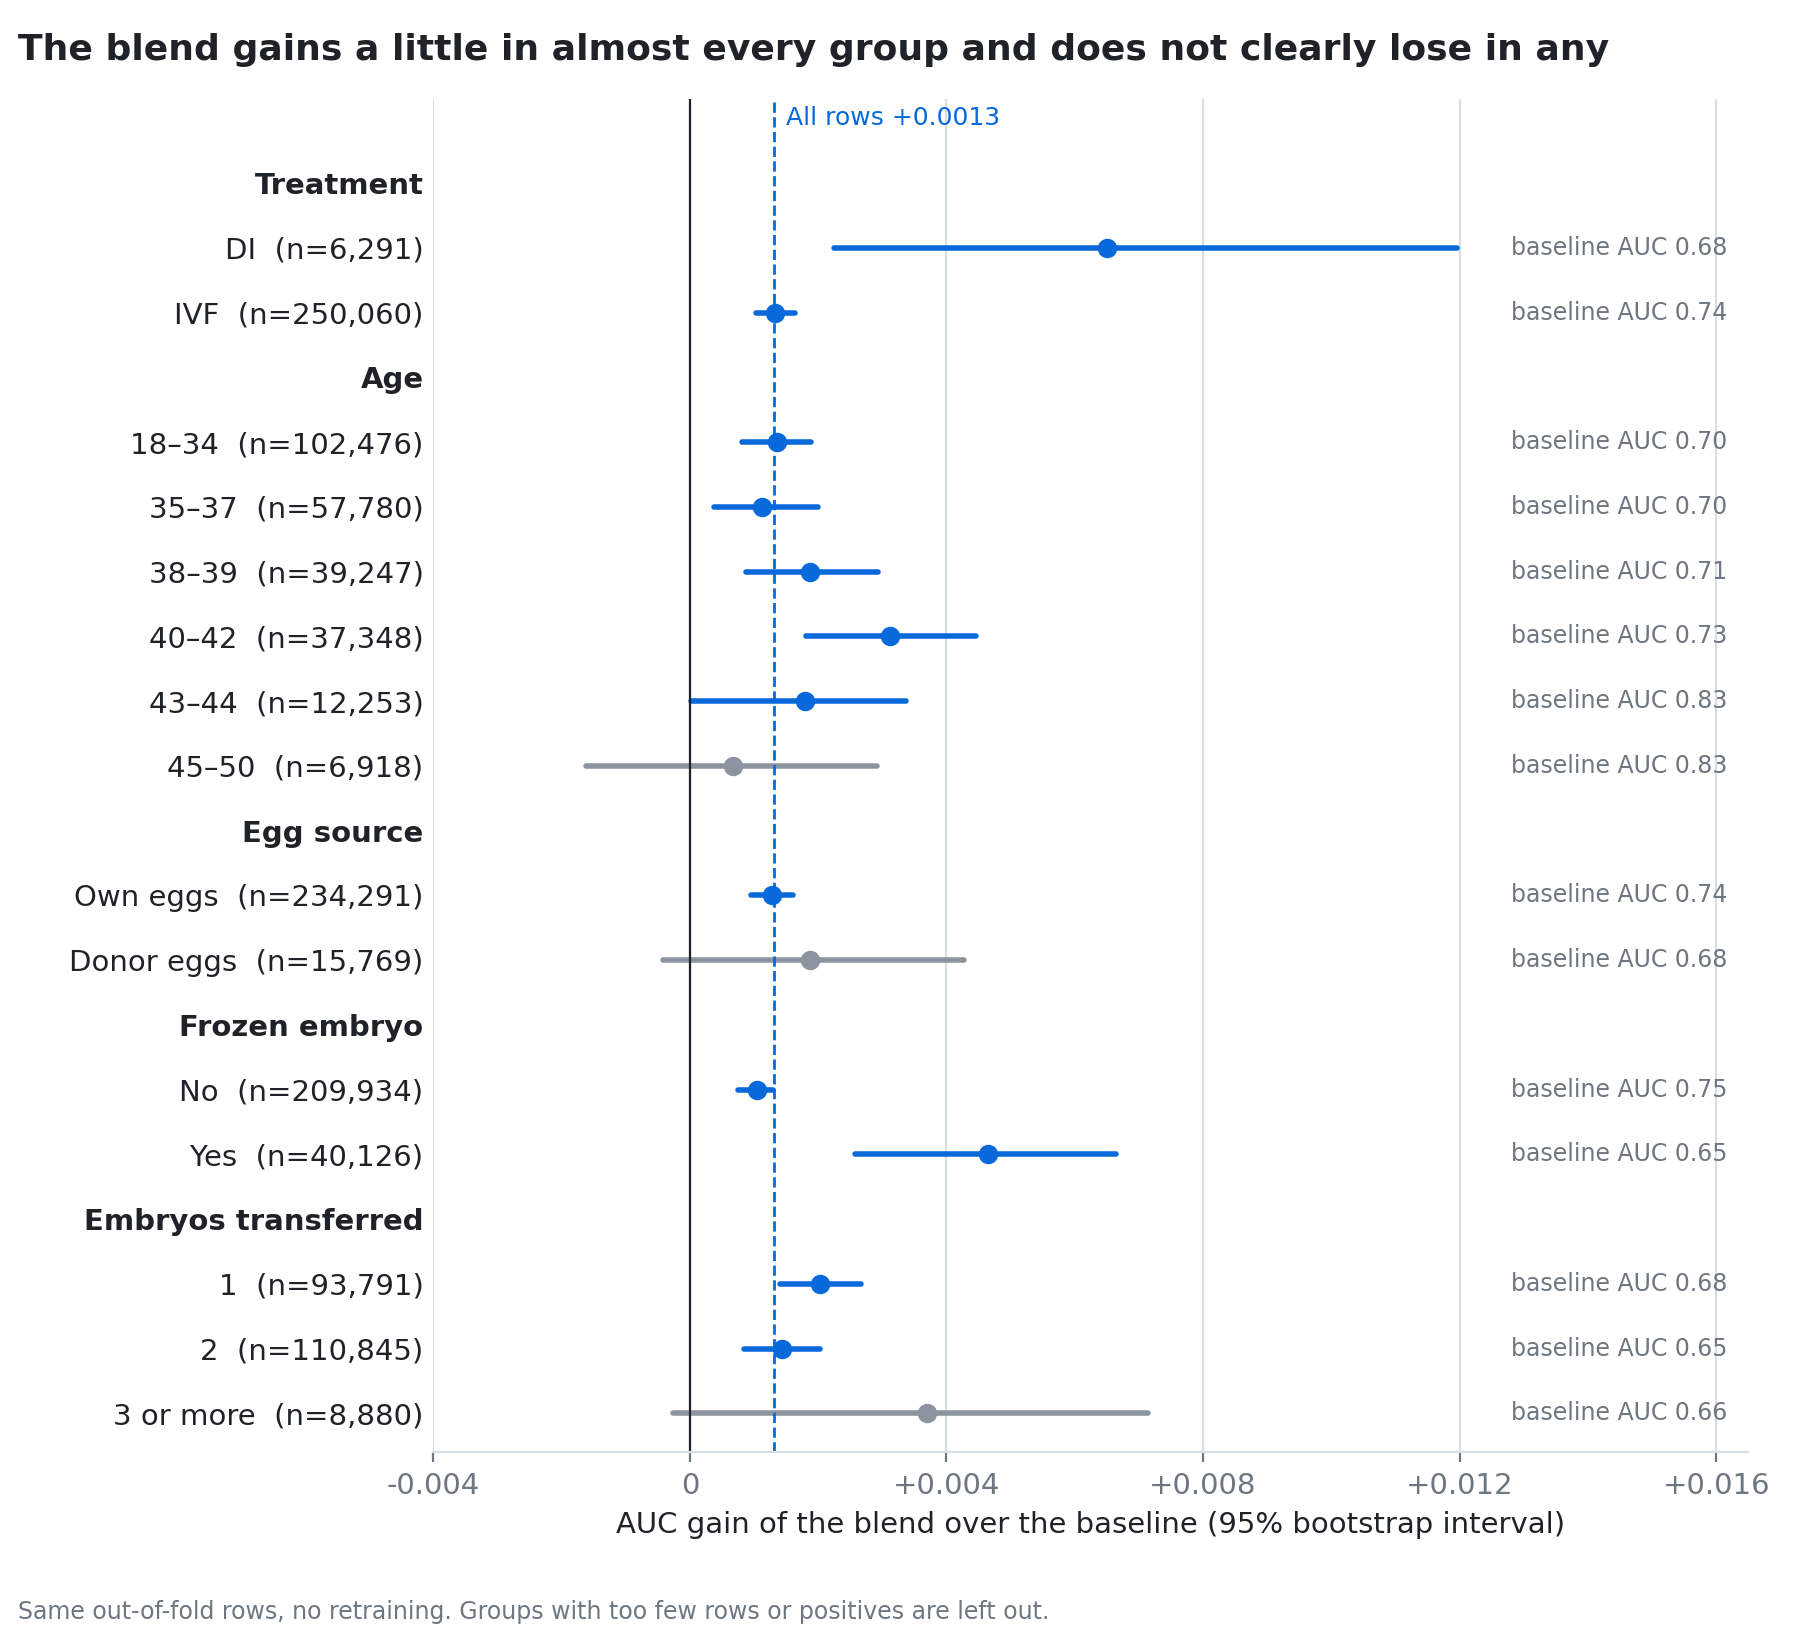 The blend gains a little in almost every group and does not clearly lose in any
All rows +0.0013
Treatment
DI (n=6,291) baseline AUC 0.68
IVF (n=250,060) baseline AUC 0.74
Age
18–34 (n=102,476) baseline AUC 0.70
35–37 (n=57,780) baseline AUC 0.70
38–39 (n=39,247) baseline AUC 0.71
40–42 (n=37,348) baseline AUC 0.73
43–44 (n=12,253) baseline AUC 0.83
45–50 (n=6,918) baseline AUC 0.83
Egg source
Own eggs (n=234,291) baseline AUC 0.74
Donor eggs (n=15,769) baseline AUC 0.68
Frozen embryo
No (n=209,934) baseline AUC 0.75
Yes (n=40,126) baseline AUC 0.65
Embryos transferred
1 (n=93,791) baseline AUC 0.68
2 (n=110,845) baseline AUC 0.65
3 or more (n=8,880) baseline AUC 0.66
-0.004 0 +0.004 +0.008 +0.012 +0.016
AUC gain of the blend over the baseline (95% bootstrap interval)
Same out-of-fold rows, no retraining. Groups with too few rows or positives are left out.